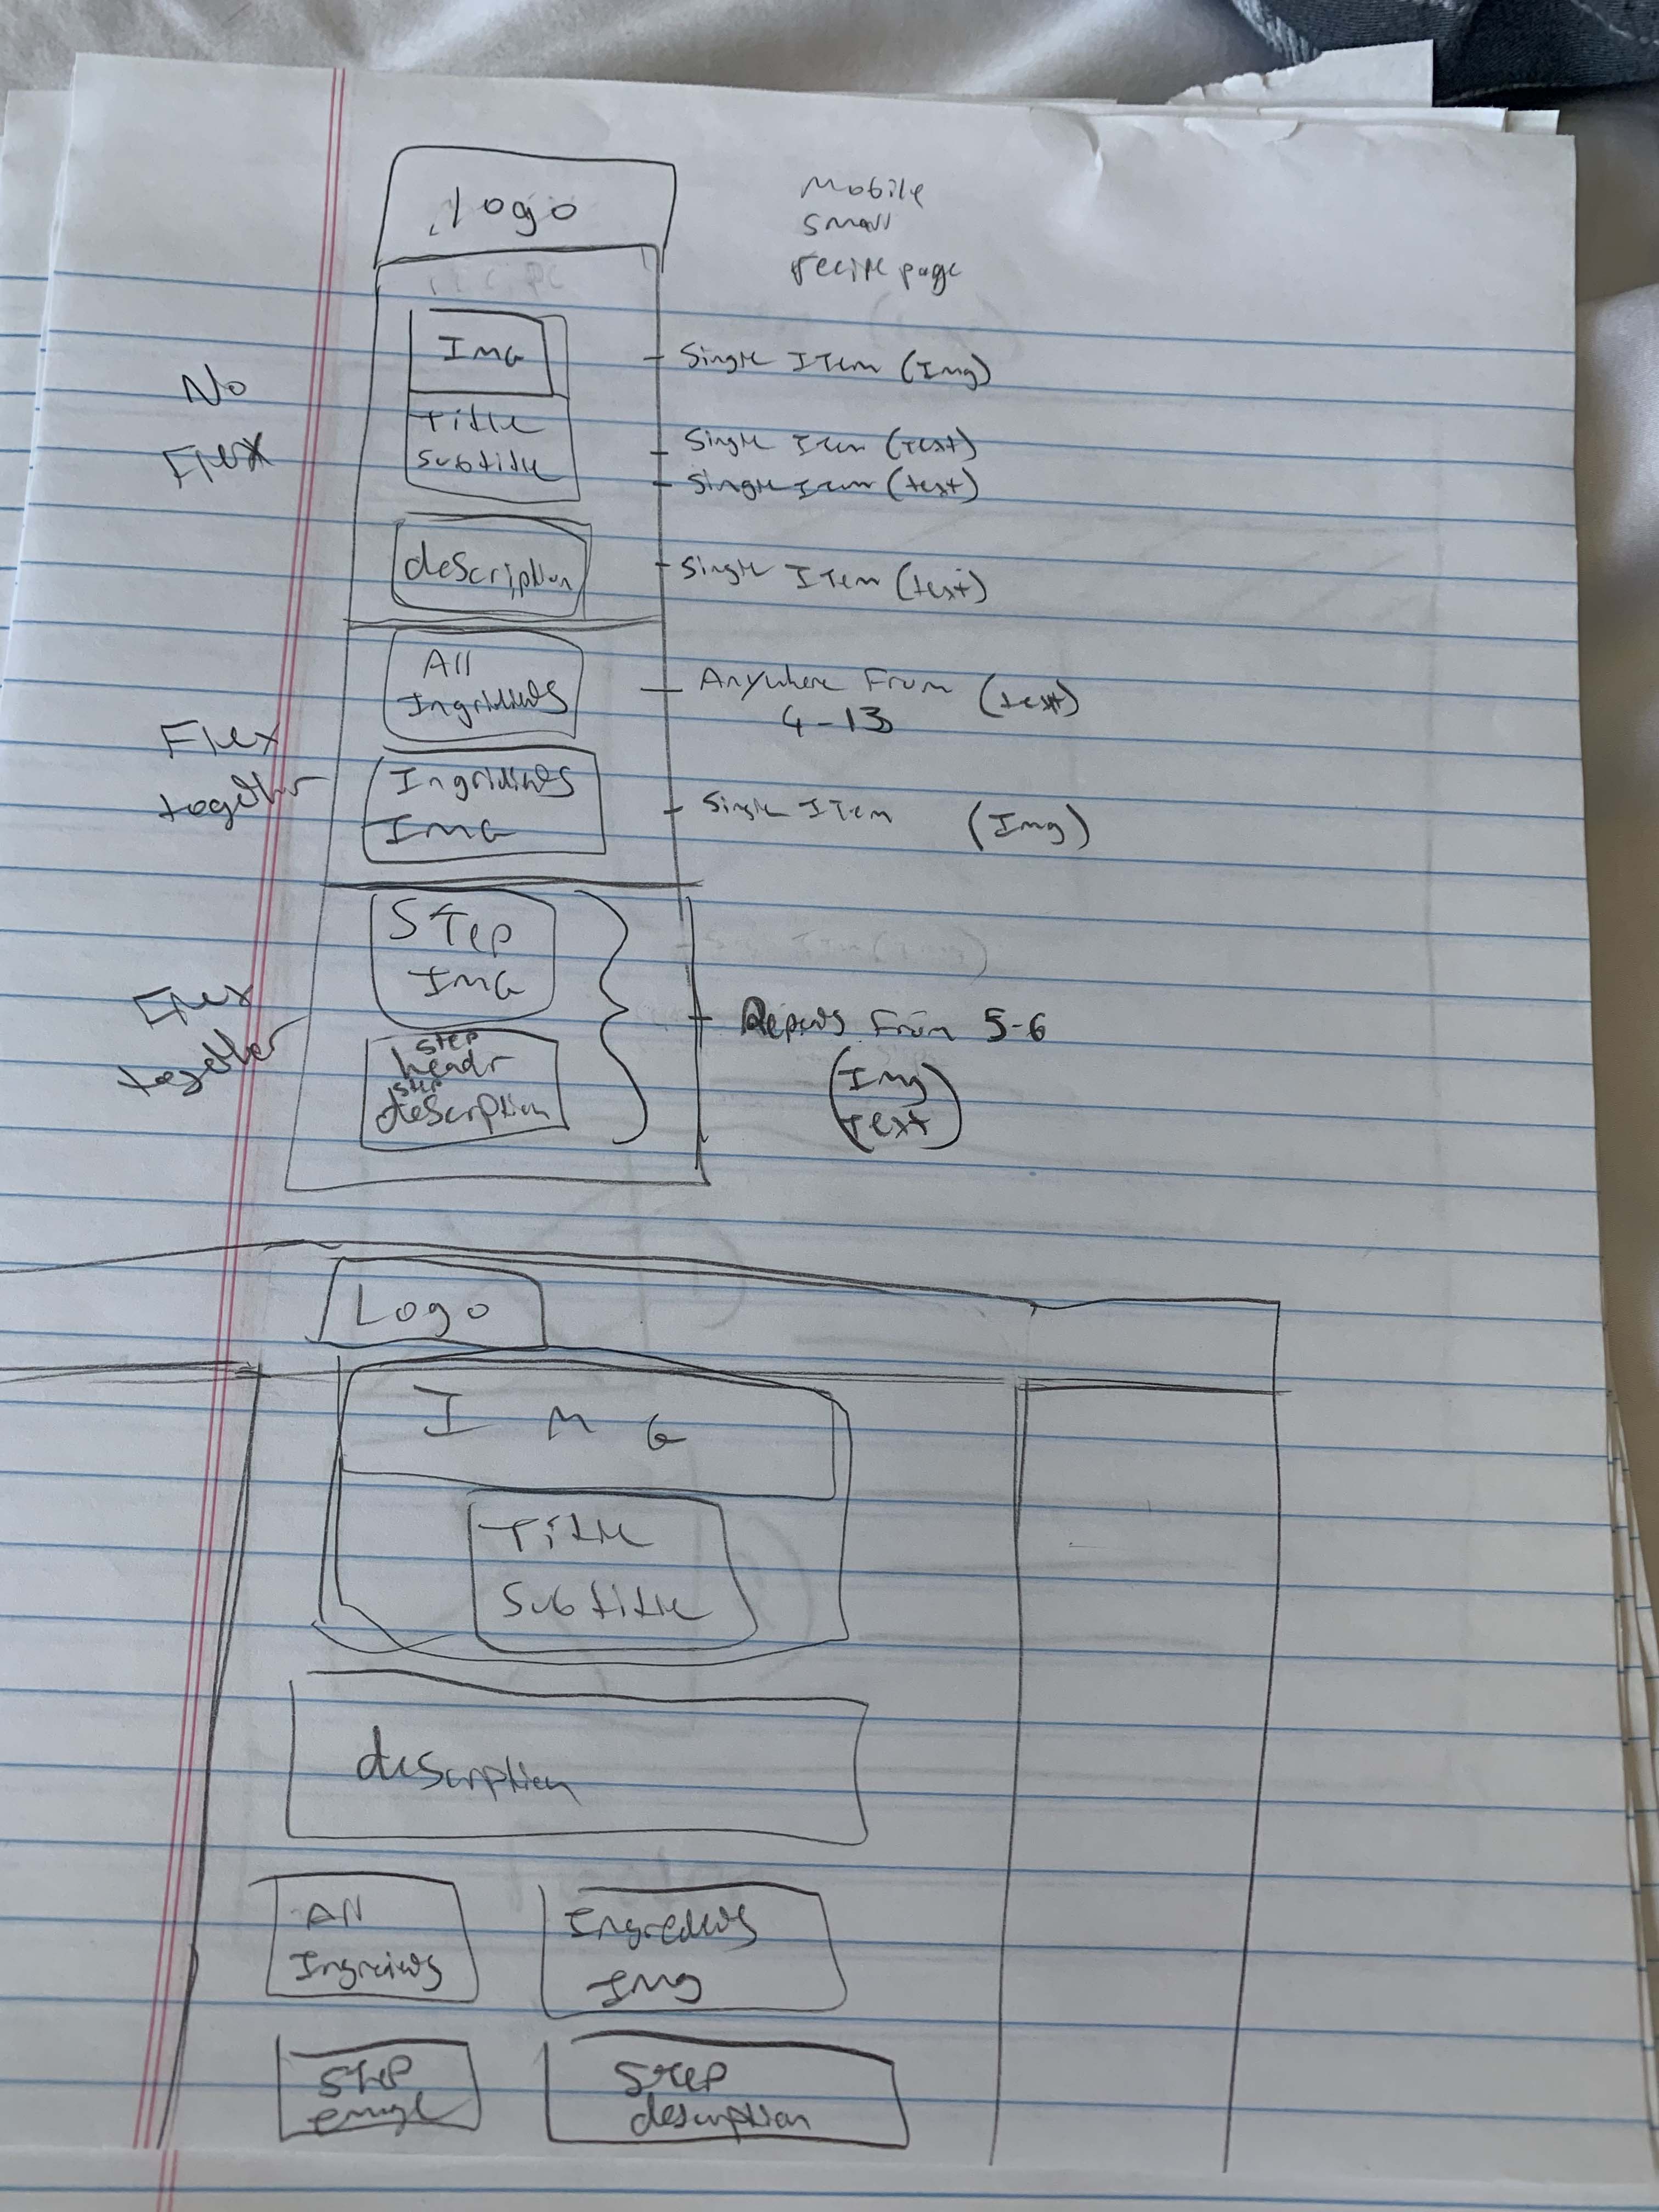 Logo
Mobile
small
recipe page
Img
Single Item (Img)
No
Flex
Title
Single Item (Text)
subtitle
Single Item (text)
description
Single Item (text)
All
Ingridients
Anywhere From (text)
4-13
Flex
together
Ingridients
IMG
Single ITem (Img)
STep
IMG
Flex
together
step
headr
step
description
Repeats From 5-6
(Img
Text)
Logo
IMG
Title
Subtitle
description
All
Ingredients
Img
STep
STep
description